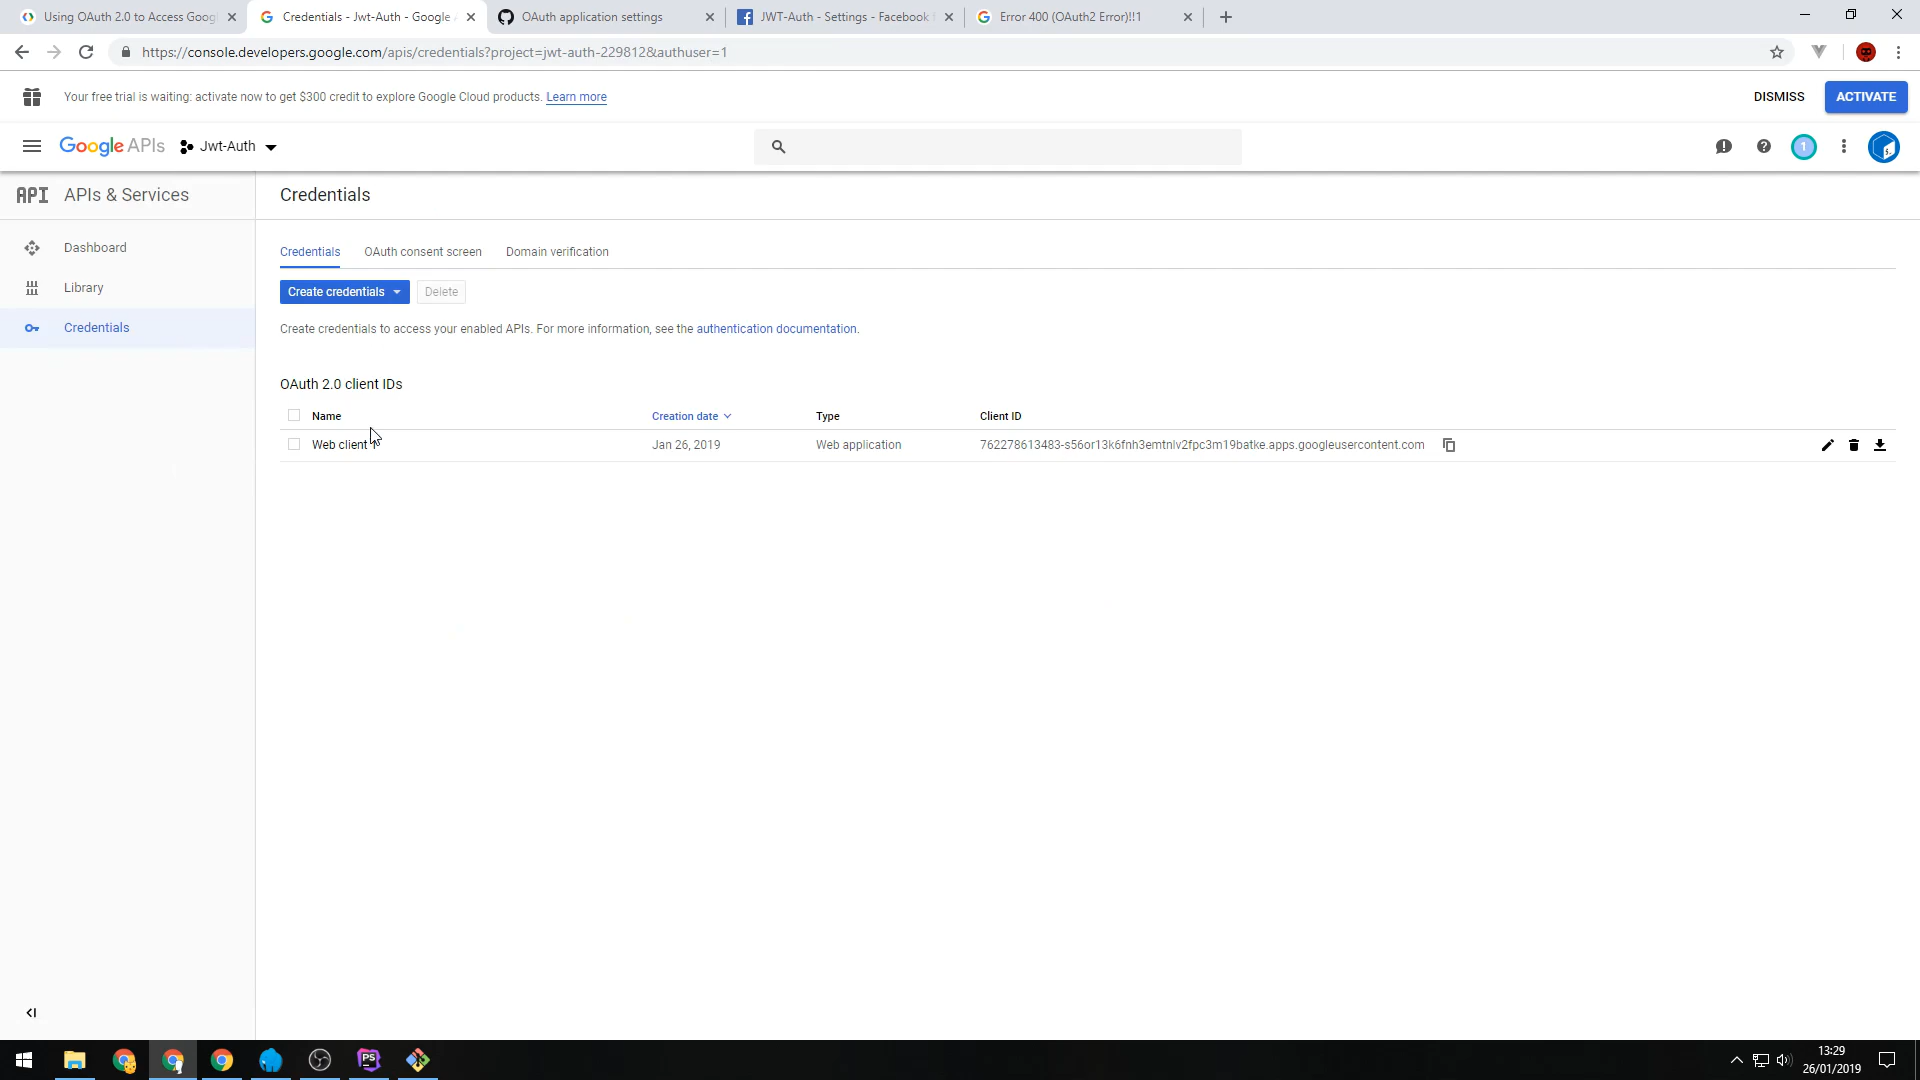 Using OAuth 2.0 to Access Goog
Credentials - Jwt-Auth - Google
OAuth application settings
JWT-Auth - Settings - Facebook
Error 400 (OAuth2 Error)!!1
https://console.developers.google.com/apis/credentials?project=jwt-auth-229812&authuser=1
Your free trial is waiting: activate now to get $300 credit to explore Google Cloud products. Learn more
DISMISS
ACTIVATE
Google APIs
Jwt-Auth
1
API APIs & Services
Credentials
Dashboard
Library
Credentials
Credentials
OAuth consent screen
Domain verification
Create credentials
Delete
Create credentials to access your enabled APIs. For more information, see the authentication documentation.
OAuth 2.0 client IDs
Name
Creation date
Type
Client ID
Web client
Jan 26, 2019
Web application
762278613483-s56or13k6fnh3emtnlv2fpc3m19batke.apps.googleusercontent.com
PS
13:29
26/01/2019